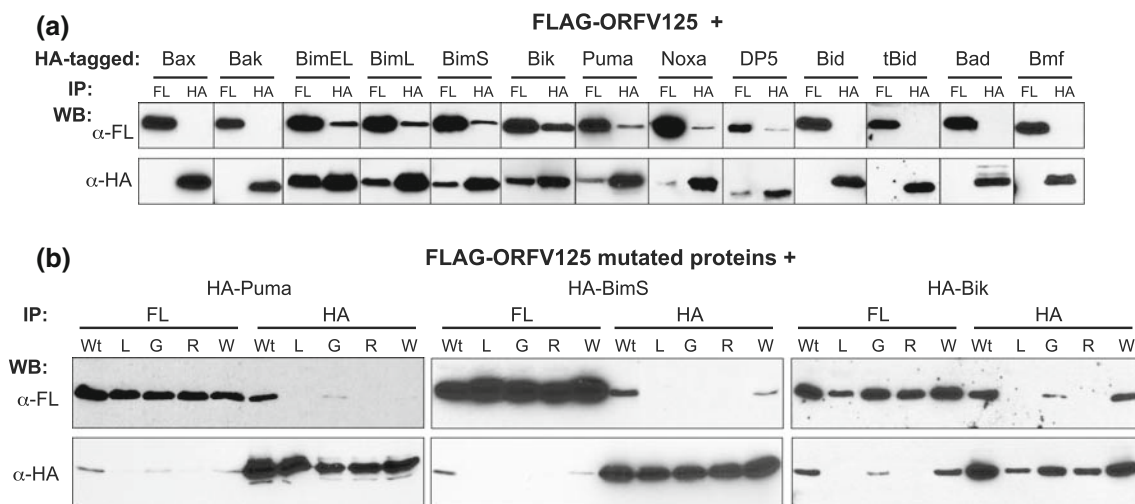 (a)
FLAG-ORFV125 +
HA-tagged: Bax Bak BimEL BimL BimS Bik Puma Noxa DP5 Bid tBid Bad Bmf
IP: FL HA FL HA FL HA FL HA FL HA FL HA FL HA FL HA FL HA FL HA FL HA FL HA FL HA
WB:
α-FL
α-HA
(b)
FLAG-ORFV125 mutated proteins +
HA-Puma HA-BimS HA-Bik
IP: FL HA FL HA FL HA
Wt L G R W Wt L G R W Wt L G R W Wt L G R W Wt L G R W Wt L G R W
WB:
α-FL
α-HA